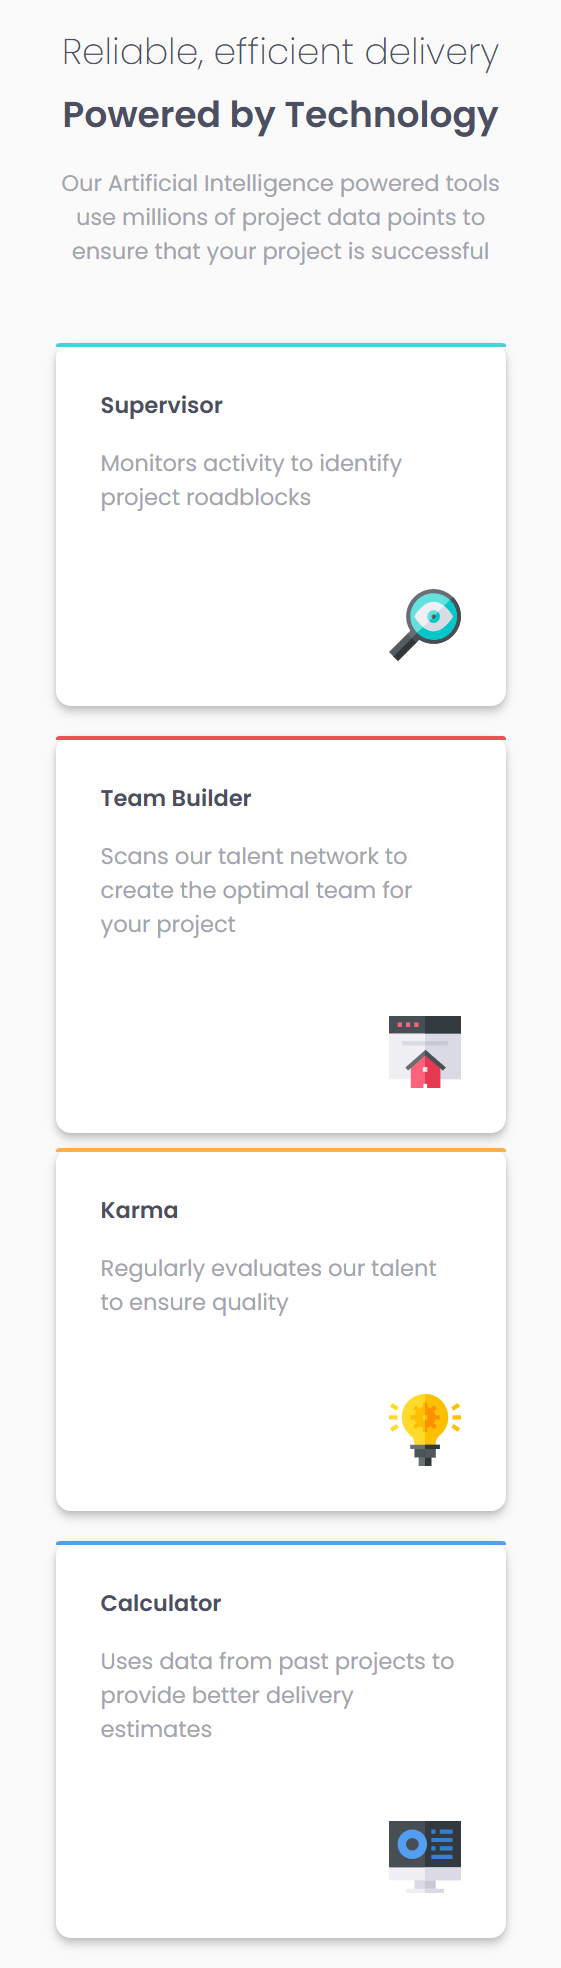 Reliable, efficient delivery
Powered by Technology
Our Artificial Intelligence powered tools
use millions of project data points to
ensure that your project is successful
Supervisor
Monitors activity to identify
project roadblocks
Team Builder
Scans our talent network to
create the optimal team for
your project
Karma
Regularly evaluates our talent
to ensure quality
Calculator
Uses data from past projects to
provide better delivery
estimates